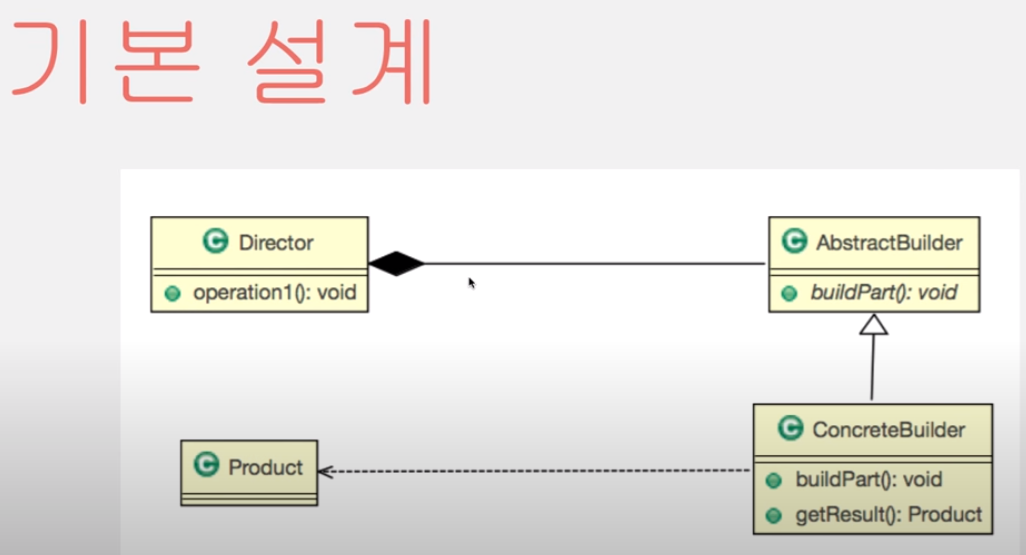 기본 설계
C Director
operation1(): void
C AbstractBuilder
buildPart(): void
C Product
C ConcreteBuilder
buildPart(): void
getResult(): Product